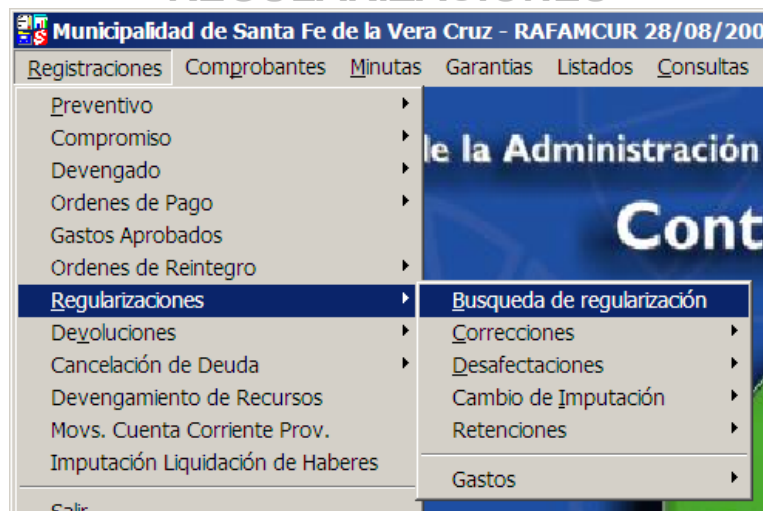 Municipalidad de Santa Fe de la Vera Cruz - RAFAMCUR 28/08/200
Registraciones Comprobantes Minutas Garantias Listados Consultas
Preventivo
Compromiso
Devengado
Ordenes de Pago
Gastos Aprobados
Ordenes de Reintegro
Regularizaciones
Devoluciones
Cancelación de Deuda
Devengamiento de Recursos
Movs. Cuenta Corriente Prov.
Imputación Liquidación de Haberes
Salir
de la Administración
Cont
Busqueda de regularización
Correcciones
Desafectaciones
Cambio de Imputación
Retenciones
Gastos